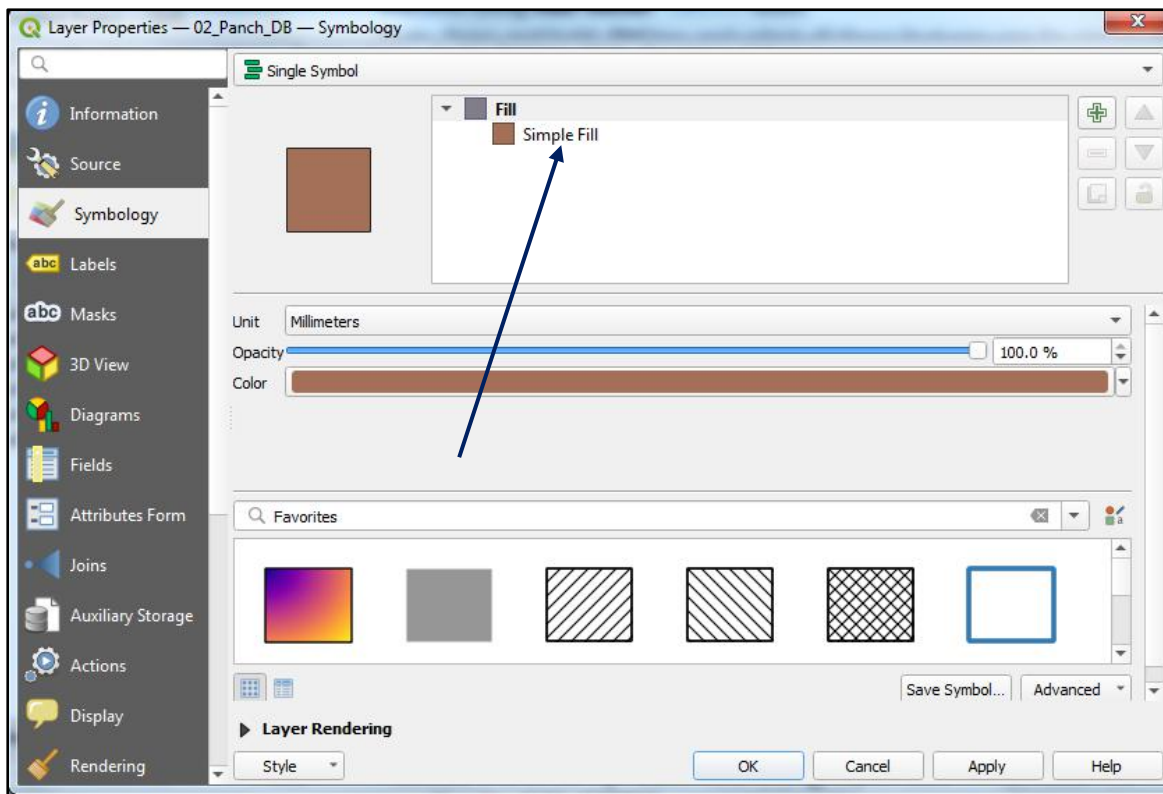 Layer Properties — 02_Panch_DB — Symbology
Single Symbol
Information
Source
Symbology
abc Labels
abc Masks
3D View
Diagrams
Fields
Attributes Form
Joins
Auxiliary Storage
Actions
Display
Rendering
Fill
Simple Fill
Unit Millimeters
Opacity 100.0 %
Color
Favorites
Save Symbol... Advanced
Layer Rendering
Style OK Cancel Apply Help